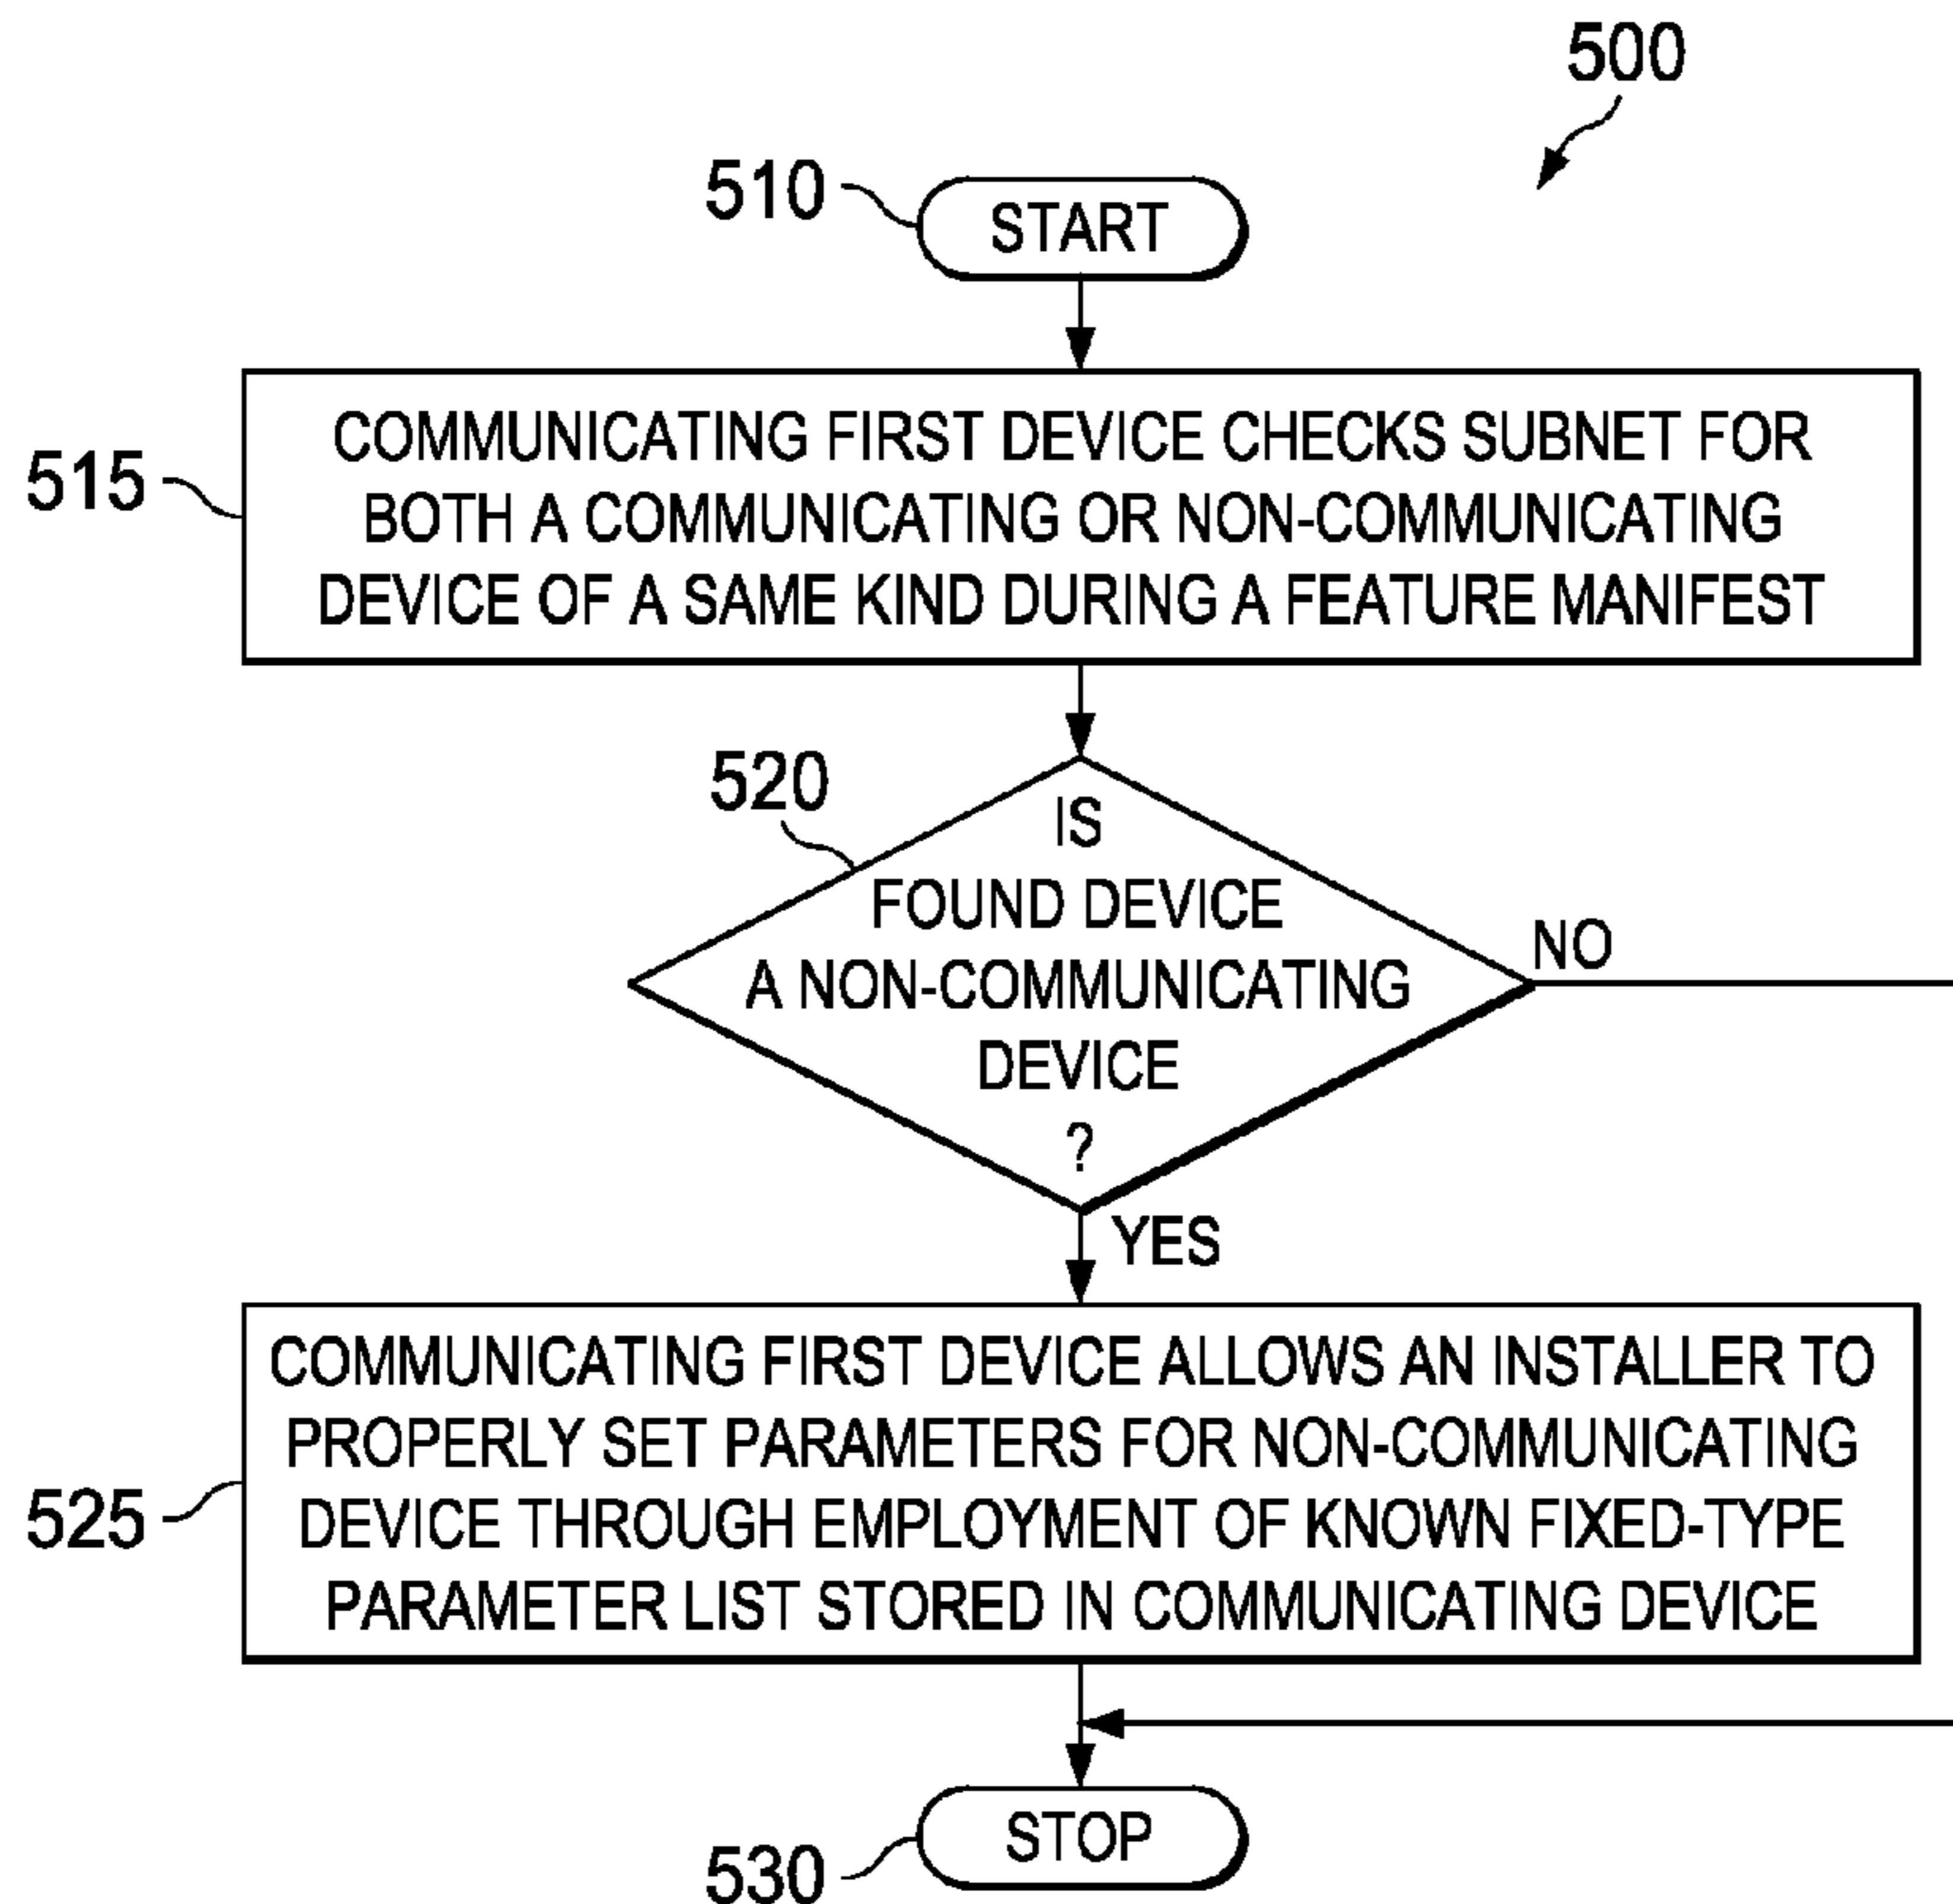 500
510
START
515
COMMUNICATING FIRST DEVICE CHECKS SUBNET FOR
BOTH A COMMUNICATING OR NON-COMMUNICATING
DEVICE OF A SAME KIND DURING A FEATURE MANIFEST
520
IS
FOUND DEVICE
A NON-COMMUNICATING
DEVICE
?
NO
YES
525
COMMUNICATING FIRST DEVICE ALLOWS AN INSTALLER TO
PROPERLY SET PARAMETERS FOR NON-COMMUNICATING
DEVICE THROUGH EMPLOYMENT OF KNOWN FIXED-TYPE
PARAMETER LIST STORED IN COMMUNICATING DEVICE
530
STOP